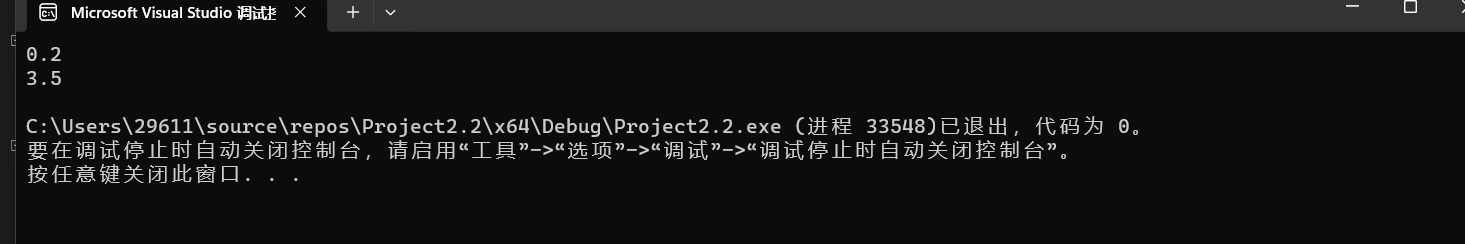 Microsoft Visual Studio 调试控
0.2
3.5
C:\Users\29611\source\repos\Project2.2\x64\Debug\Project2.2.exe (进程 33548)已退出，代码为 0。
要在调试停止时自动关闭控制台，请启用“工具”->“选项”->“调试”->“调试停止时自动关闭控制台”。
按任意键关闭此窗口. . .